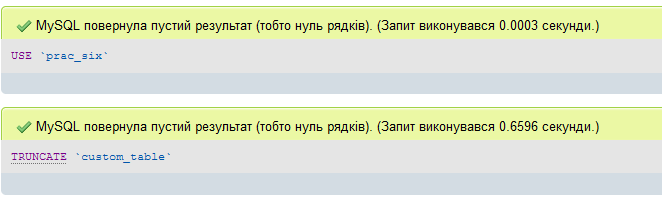 MySQL повернула пустий результат (тобто нуль рядків). (Запит виконувався 0.0003 секунди.)
USE `prac_six`
MySQL повернула пустий результат (тобто нуль рядків). (Запит виконувався 0.6596 секунди.)
TRUNCATE `custom_table`